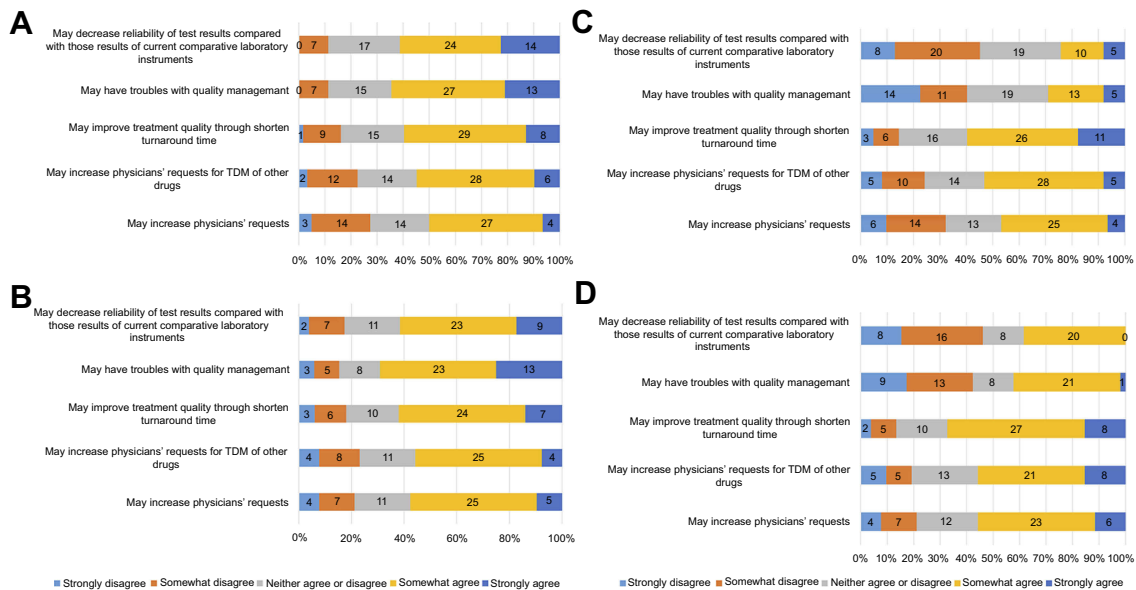 A
May decrease reliability of test results compared
with those results of current comparative laboratory
instruments
0 7 17 24 14
May have troubles with quality managemant
0 7 15 27 13
May improve treatment quality through shorten
turnaround time
1 9 15 29 8
May increase physicians' requests for TDM of other
drugs
2 12 14 28 6
May increase physicians' requests
3 14 14 27 4
0% 10% 20% 30% 40% 50% 60% 70% 80% 90% 100%
B
May decrease reliability of test results compared with
those results of current comparative laboratory
instruments
2 7 11 23 9
May have troubles with quality management
3 5 8 23 13
May improve treatment quality through shorten
turnaround time
3 6 10 24 7
May increase physicians' requests for TDM of other
drugs
4 8 11 25 4
May increase physicians' requests
4 7 11 25 5
0% 20% 40% 60% 80% 100%
Strongly disagree Somewhat disagree Neither agree or disagree Somewhat agree Strongly agree
C
May decrease reliability of test results compared with
those results of current comparative laboratory
instruments
8 20 19 10 5
May have troubles with quality managemant
14 11 19 13 5
May improve treatment quality through shorten
turnaround time
3 6 16 26 11
May increase physicians' requests for TDM of other
drugs
5 10 14 28 5
May increase physicians' requests
6 14 13 25 4
0% 10% 20% 30% 40% 50% 60% 70% 80% 90% 100%
D
May decrease reliability of test results compared with
those results of current comparative laboratory
instruments
8 16 8 20 0
May have troubles with quality management
9 13 8 21 1
May improve treatment quality through shorten
turnaround time
2 5 10 27 8
May increase physicians' requests for TDM of other
drugs
5 5 13 21 8
May increase physicians' requests
4 7 12 23 6
0% 10% 20% 30% 40% 50% 60% 70% 80% 90% 100%
Strongly disagree Somewhat disagree Neither agree or disagree Somewhat agree Strongly agree